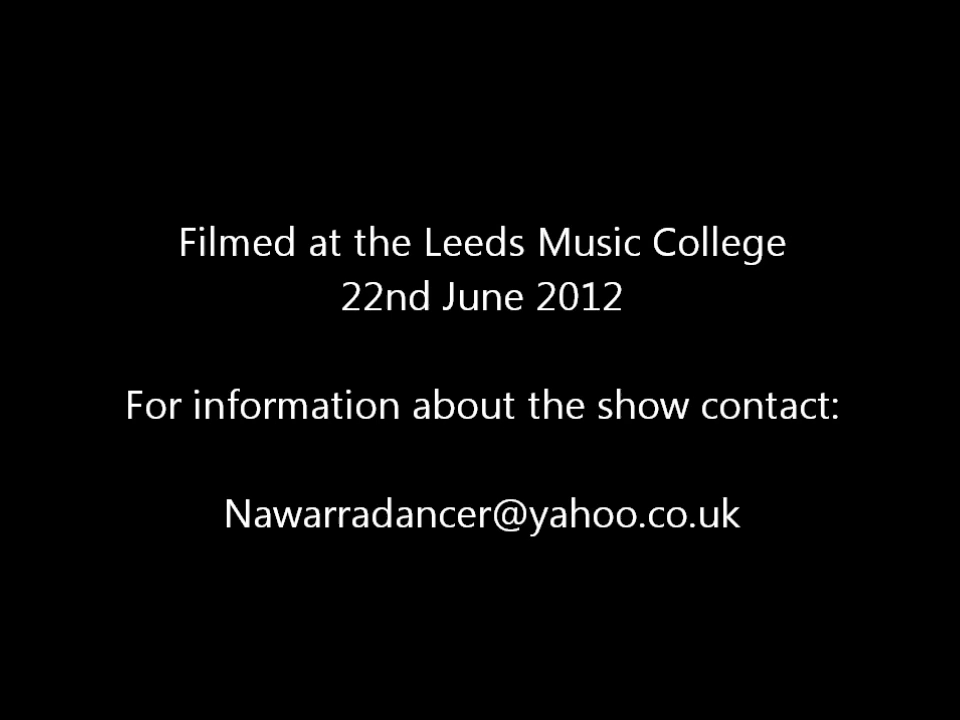 Filmed at the Leeds Music College
22nd June 2012
For information about the show contact:
Nawarradancer@yahoo.co.uk